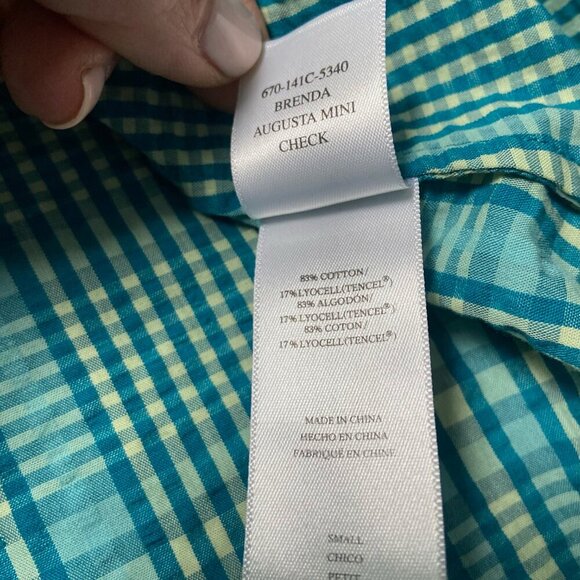 670-141C-5340
BRENDA
AUGUSTA MINI
CHECK
83% COTTON/
17% LYOCELL(TENCEL®)
83% ALGODÓN/
17% LYOCELL(TENCEL®)
83% COTON/
17% LYOCELL(TENCEL®)
MADE IN CHINA
HECHO EN CHINA
FABRIQUÉ EN CHINE
SMALL
CHICO
PETIT